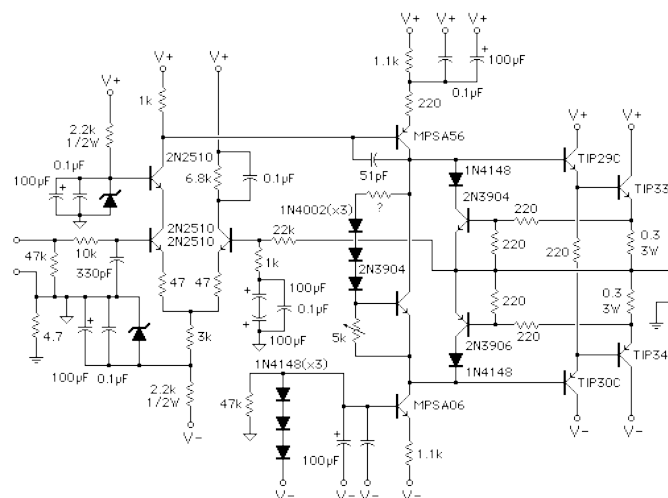 V+
V+
V+
V+
V+
1.1k
100µF
0.1µF
V+
V+
1k
220
V+
V+
2.2k
1/2W
MPSA56
2N2510
TIP29C
0.1µF
100µF
6.8k
0.1µF
51pF
1N4148
TIP33
2N3904
1N4002(x3)
?
2N2510
2N2510
22k
220
220
220
0.3
3W
47k
10k
330pF
1k
2N3904
47
47
100µF
0.1µF
220
0.3
3W
4.7
3k
5k
220
100µF
2N3906
TIP34
1N4148(x3)
1N4148
100µF
0.1µF
2.2k
1/2W
TIP30C
47k
MPSA06
V-
100µF
1.1k
V-
V-
V-
V-
V-
V-
V-